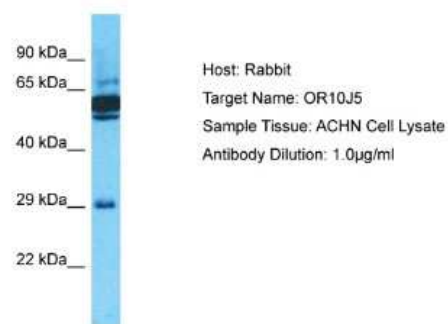 90 kDa
65 kDa
40 kDa
29 kDa
22 kDa
Host: Rabbit
Target Name: OR10J5
Sample Tissue: ACHN Cell Lysate
Antibody Dilution: 1.0µg/ml